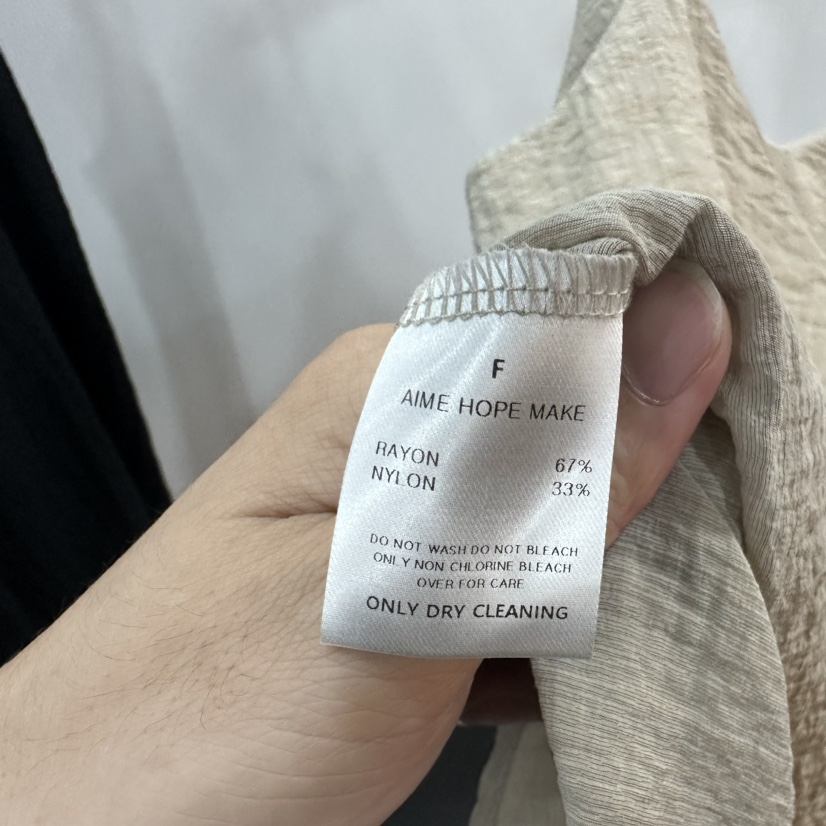 F
AIME HOPE MAKE
RAYON 67%
NYLON 33%
DO NOT WASH DO NOT BLEACH
ONLY NON CHLORINE BLEACH
OVER FOR CARE
ONLY DRY CLEANING